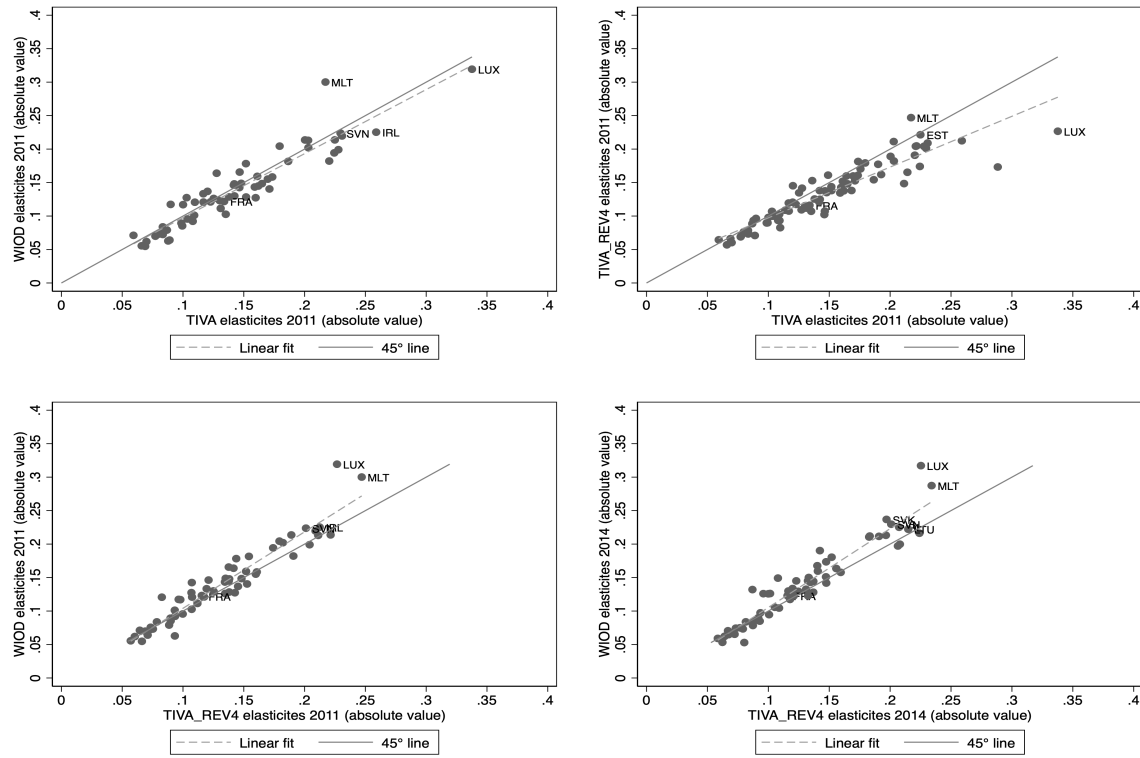 WIOD elasticites 2011 (absolute value)
0 .05 .1 .15 .2 .25 .3 .35 .4
MLT
LUX
SVN IRL
FRA
0 .05 .1 .15 .2 .25 .3 .35 .4
TIVA elasticites 2011 (absolute value)
Linear fit 45° line
TIVA_REV4 elasticites 2011 (absolute value)
0 .05 .1 .15 .2 .25 .3 .35 .4
MLT
EST
LUX
FRA
0 .05 .1 .15 .2 .25 .3 .35 .4
TIVA elasticites 2011 (absolute value)
Linear fit 45° line
WIOD elasticites 2011 (absolute value)
0 .05 .1 .15 .2 .25 .3 .35 .4
LUX
MLT
SVN IRL
FRA
0 .05 .1 .15 .2 .25 .3 .35 .4
TIVA_REV4 elasticites 2011 (absolute value)
Linear fit 45° line
WIOD elasticites 2014 (absolute value)
0 .05 .1 .15 .2 .25 .3 .35 .4
LUX
MLT
SVK
SVN
FRA
0 .05 .1 .15 .2 .25 .3 .35 .4
TIVA_REV4 elasticites 2014 (absolute value)
Linear fit 45° line